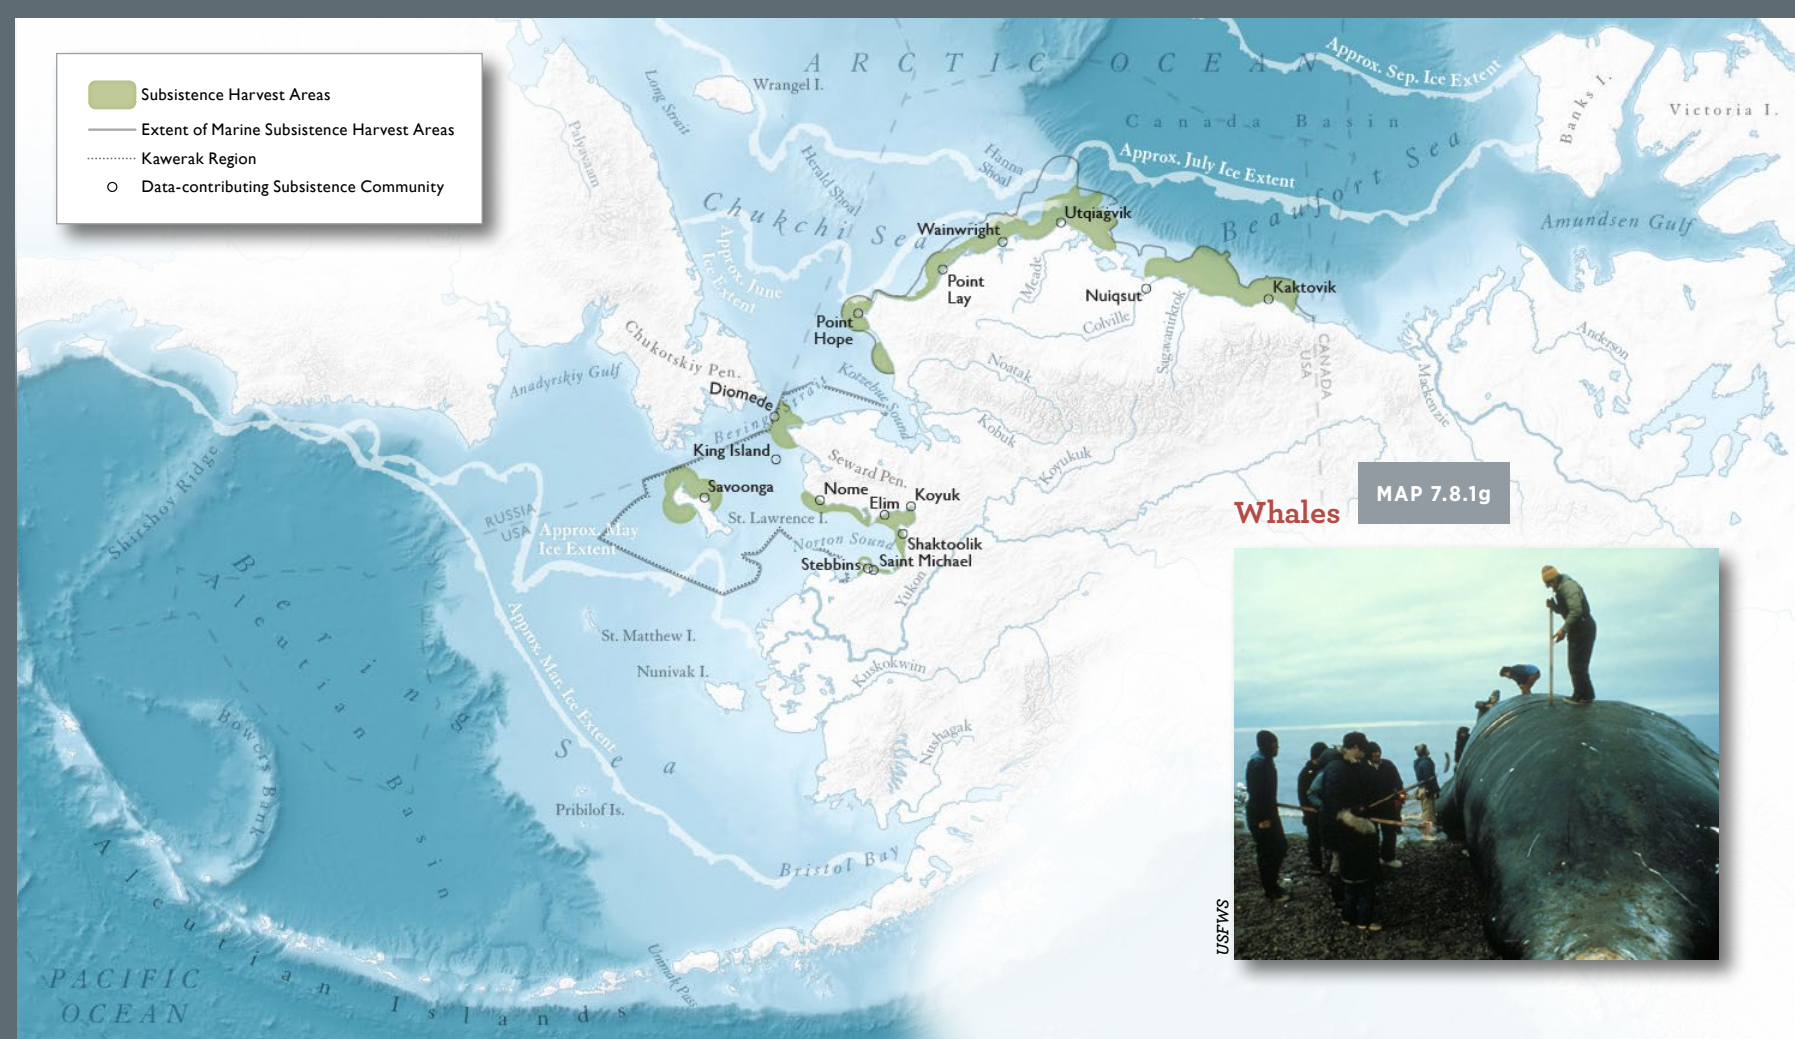 Subsistence Harvest Areas
Extent of Marine Subsistence Harvest Areas
Kawerak Region
Data-contributing Subsistence Community
ARCTIC OCEAN
Approx. Sep. Ice Extent
Wrangel I.
Long Strait
Palyavaam
Banks I.
Victoria I.
Canada Basin
Beaufort Sea
Approx. July Ice Extent
Hanna
Shoal
Herald Shoal
Chukchi Sea
Approx. June
Ice Extent
Amundsen Gulf
Utqiaġvik
Wainwright
Point
Lay
Meade
Nuiqsut
Kaktovik
Colville
Sagavanirktok
Point
Hope
CANADA
USA
Anderson
Mackenzie
Noatak
Kotzebue Sound
Kobuk
Koyukuk
Chukotskiy Pen.
Anadyrskiy Gulf
Diomede
Bering Strait
King Island
Seward Pen.
Savoonga
Nome
Elim
Koyuk
St. Lawrence I.
Norton Sound
Shaktoolik
Stebbins
Saint Michael
Yukon
RUSSIA
USA
Approx. May
Ice Extent
Shirshov Ridge
Bering Sea
Aleutian Basin
Approx. Mar. Ice Extent
St. Matthew I.
Nunivak I.
Kuskokwim
Nushagak
Bowers Bank
Pribilof Is.
Bristol Bay
Umnak Pass
Aleutian Islands
PACIFIC
OCEAN
Whales
MAP 7.8.1g
USFWS